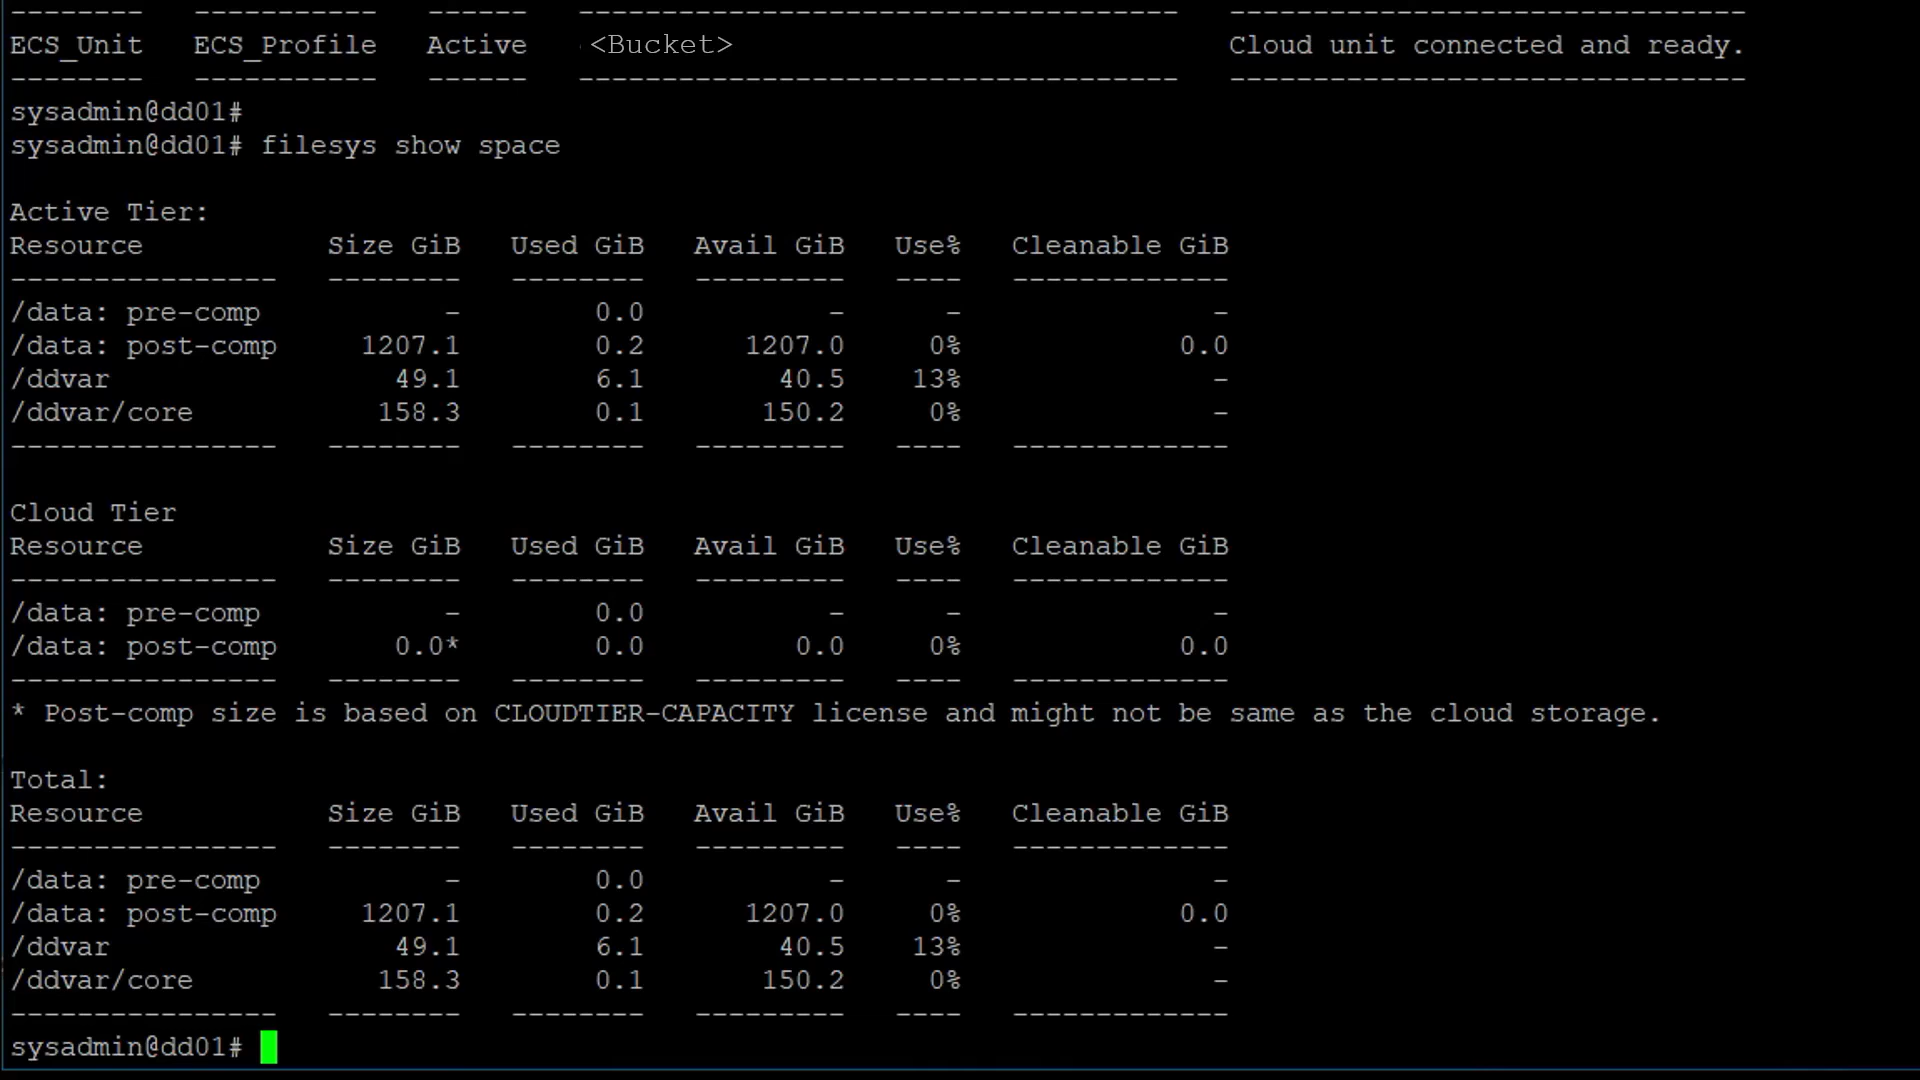 --------   -----------   ------   ------------------------------------   -------------------------------
ECS_Unit   ECS_Profile   Active   <Bucket>                               Cloud unit connected and ready.
--------   -----------   ------   ------------------------------------   -------------------------------
sysadmin@dd01#
sysadmin@dd01# filesys show space
Active Tier:
Resource           Size GiB   Used GiB   Avail GiB   Use%   Cleanable GiB
----------------   --------   --------   ---------   ----   -------------
/data: pre-comp           -        0.0           -      -               -
/data: post-comp     1207.1        0.2      1207.0     0%             0.0
/ddvar                 49.1        6.1        40.5    13%               -
/ddvar/core           158.3        0.1       150.2     0%               -
----------------   --------   --------   ---------   ----   -------------
Cloud Tier
Resource           Size GiB   Used GiB   Avail GiB   Use%   Cleanable GiB
----------------   --------   --------   ---------   ----   -------------
/data: pre-comp           -        0.0           -      -               -
/data: post-comp       0.0*        0.0         0.0     0%             0.0
----------------   --------   --------   ---------   ----   -------------
* Post-comp size is based on CLOUDTIER-CAPACITY license and might not be same as the cloud storage.
Total:
Resource           Size GiB   Used GiB   Avail GiB   Use%   Cleanable GiB
----------------   --------   --------   ---------   ----   -------------
/data: pre-comp           -        0.0           -      -               -
/data: post-comp     1207.1        0.2      1207.0     0%             0.0
/ddvar                 49.1        6.1        40.5    13%               -
/ddvar/core           158.3        0.1       150.2     0%               -
----------------   --------   --------   ---------   ----   -------------
sysadmin@dd01#